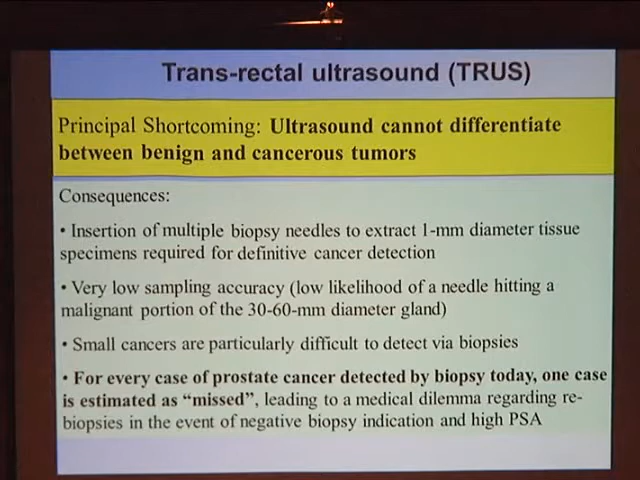 Trans-rectal ultrasound (TRUS)
Principal Shortcoming: Ultrasound cannot differentiate
between benign and cancerous tumors
Consequences:
• Insertion of multiple biopsy needles to extract 1-mm diameter tissue
specimens required for definitive cancer detection
• Very low sampling accuracy (low likelihood of a needle hitting a
malignant portion of the 30-60-mm diameter gland)
• Small cancers are particularly difficult to detect via biopsies
• For every case of prostate cancer detected by biopsy today, one case
is estimated as “missed”, leading to a medical dilemma regarding re-
biopsies in the event of negative biopsy indication and high PSA